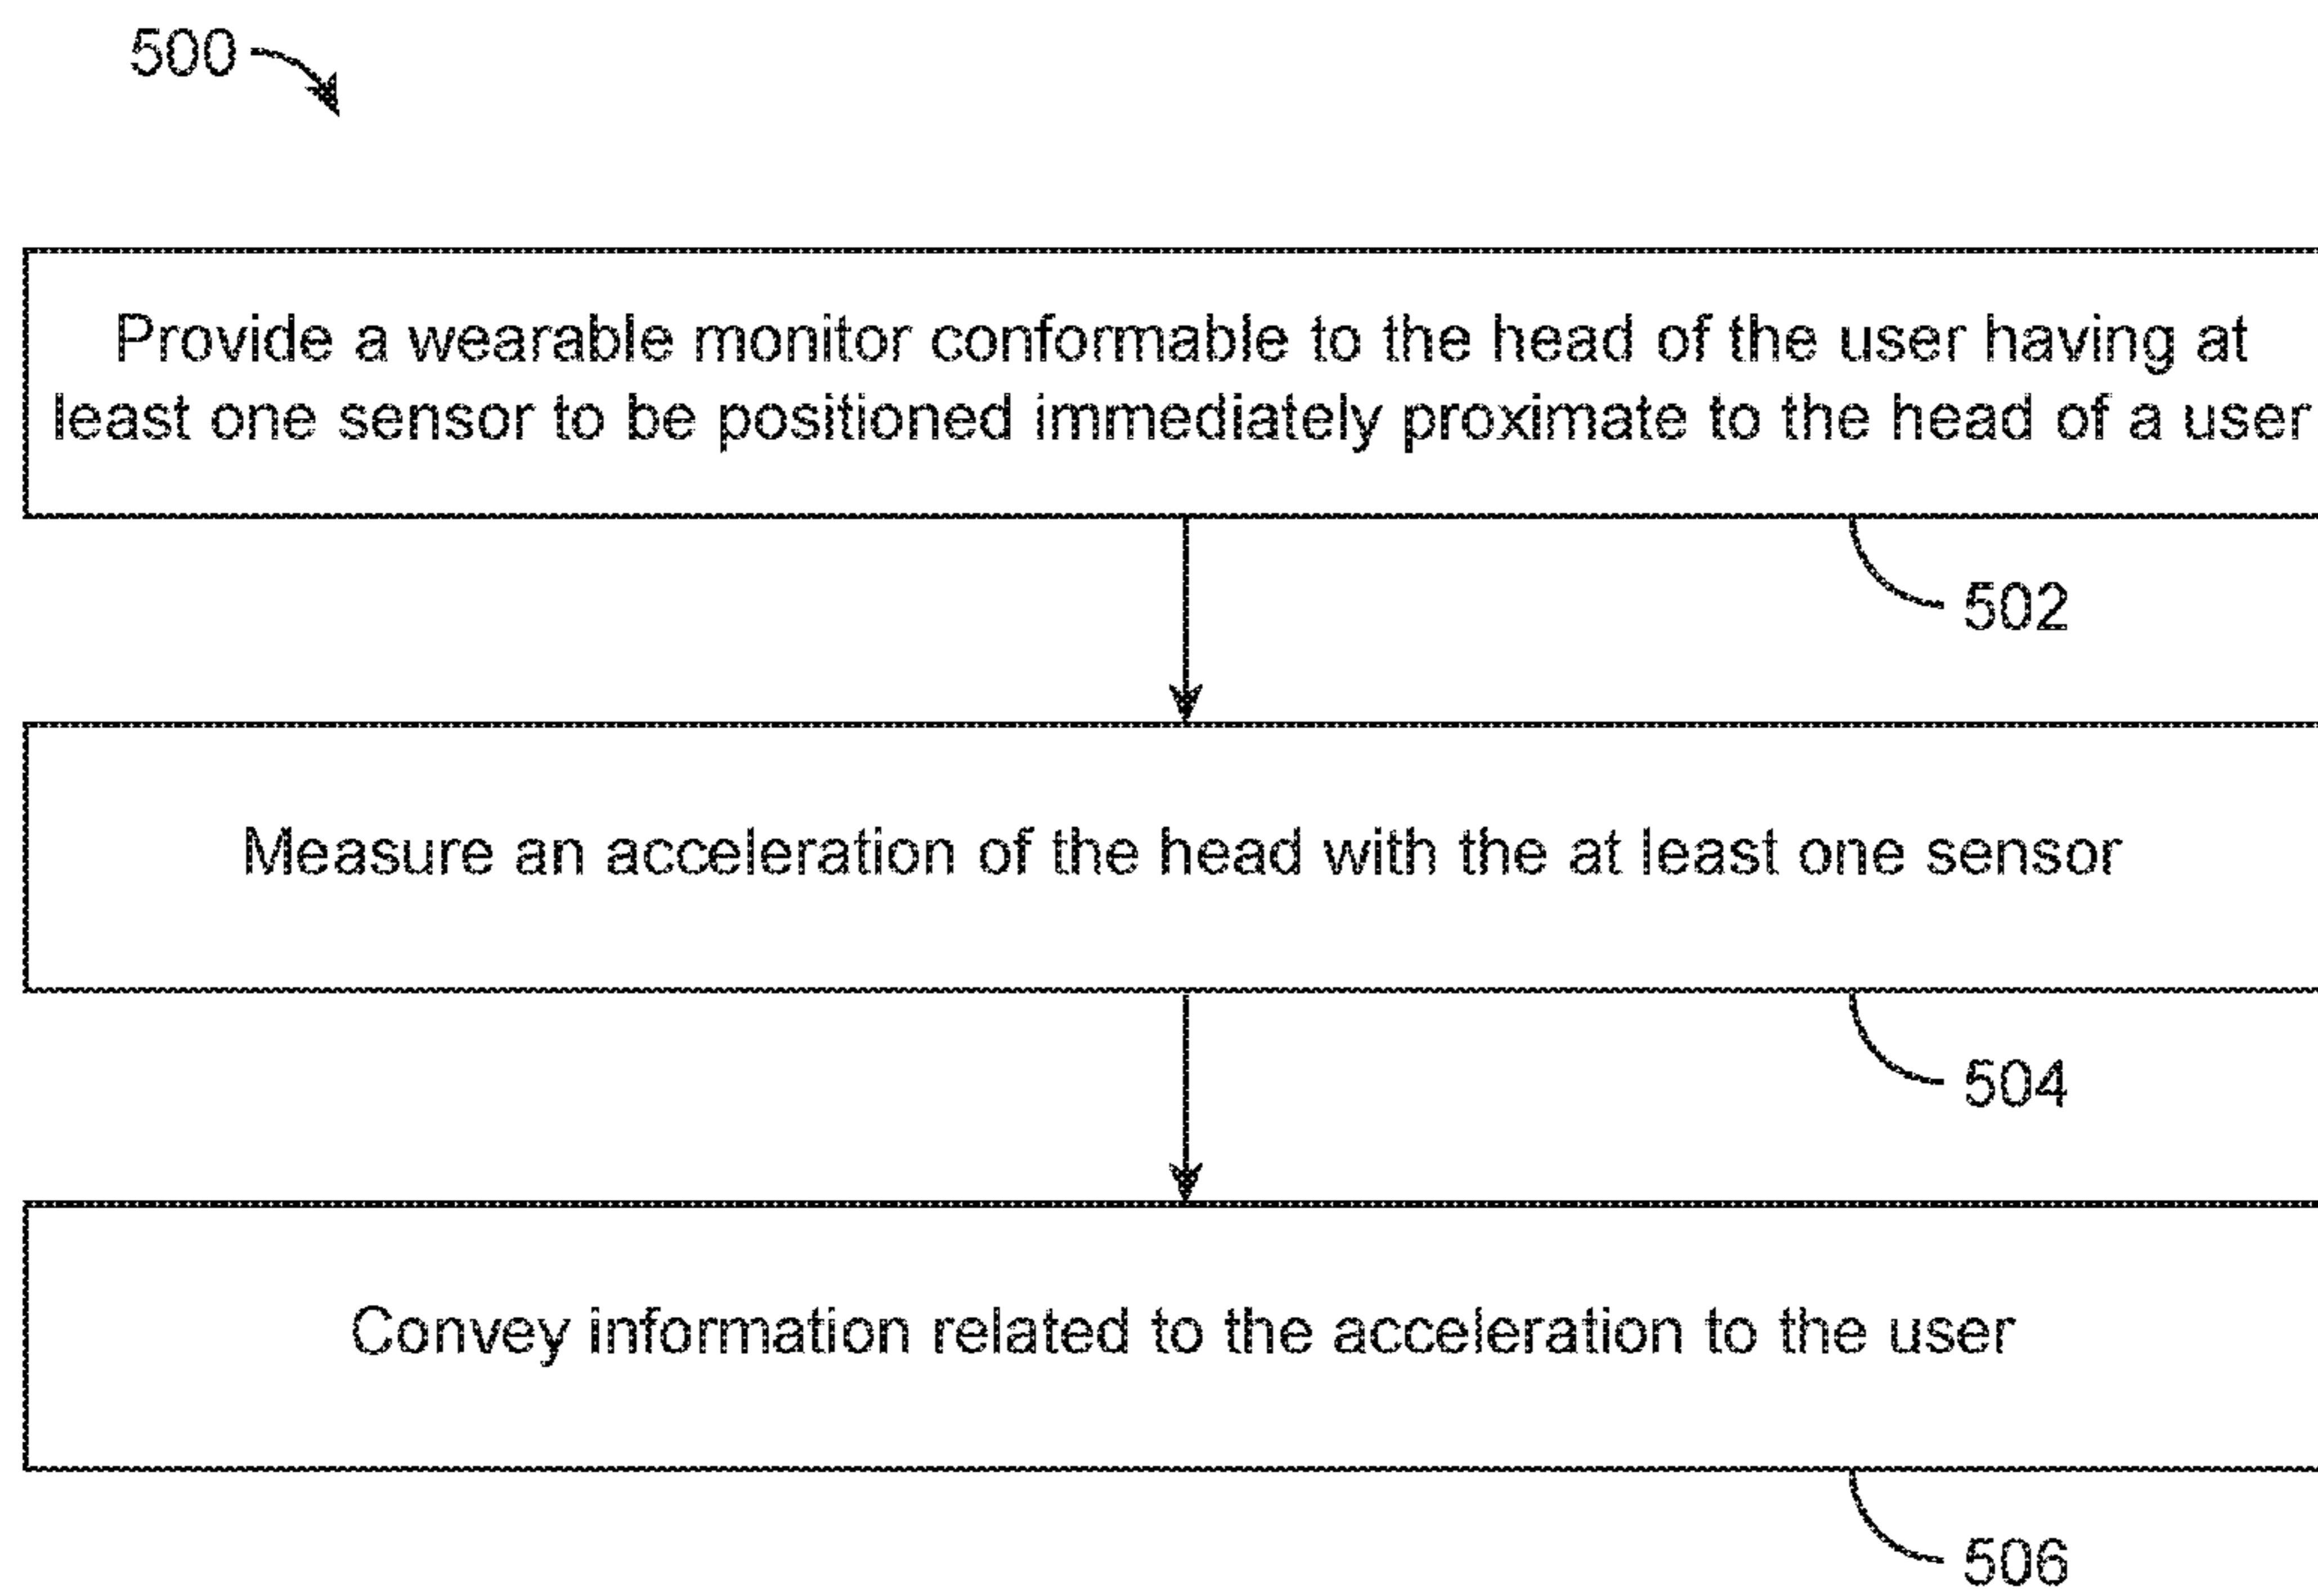 500
Provide a wearable monitor conformable to the head of the user having at
least one sensor to be positioned immediately proximate to the head of a user
502
Measure an acceleration of the head with the at least one sensor
504
Convey information related to the acceleration to the user
506